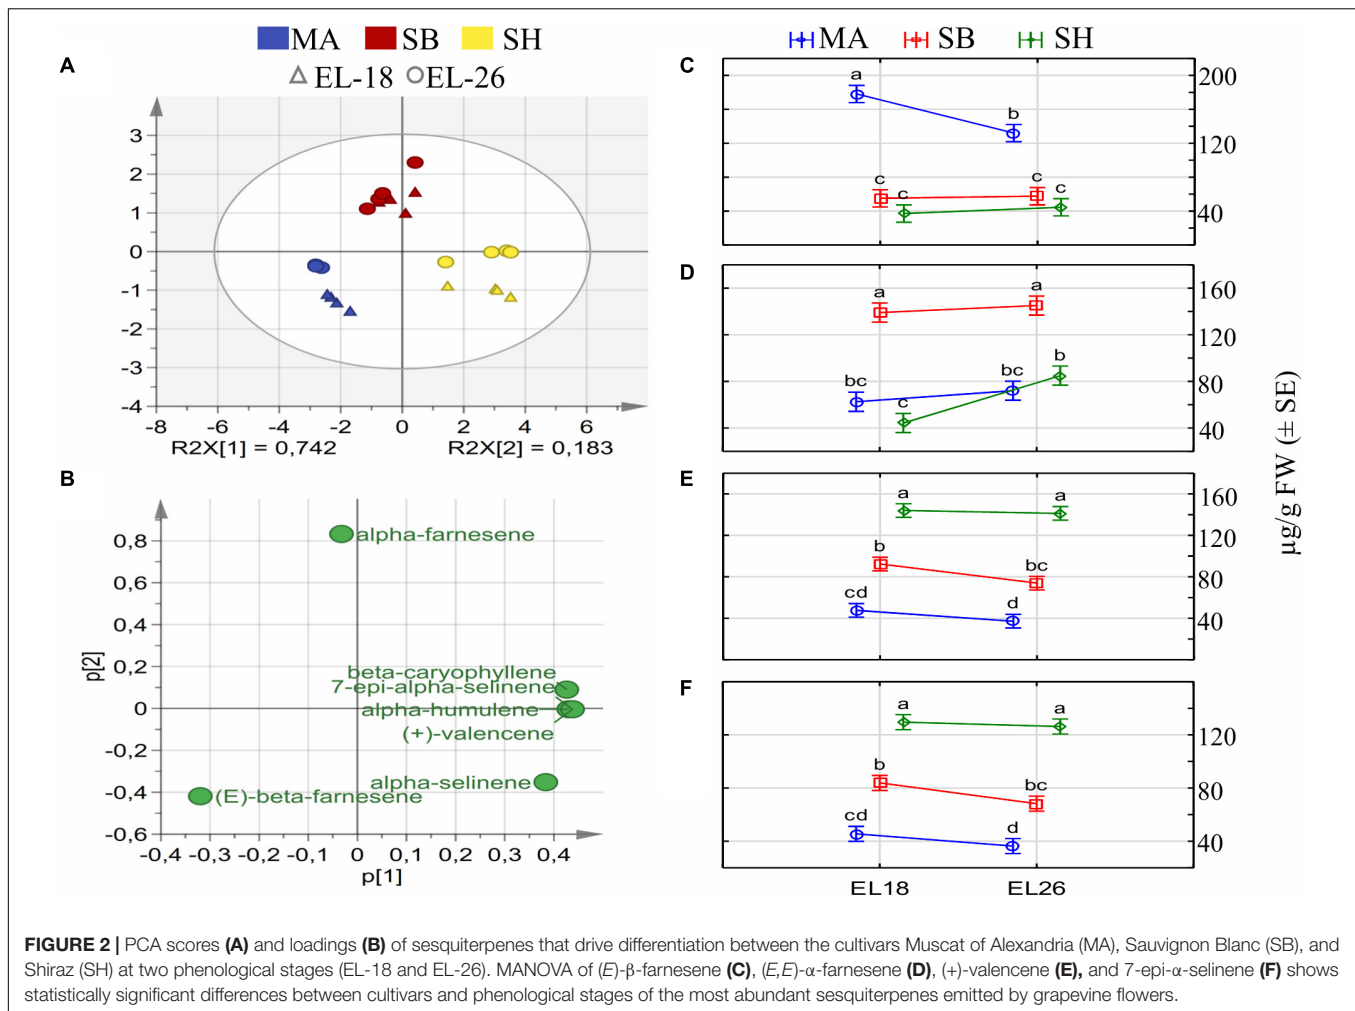 MA SB SH
EL-18 EL-26
A
3
2
1
0
-1
-2
-3
-4
-8 -6 -4 -2 0 2 4 6
R2X[1] = 0,742 R2X[2] = 0,183
B
p[2]
0,8
0,6
0,4
0,2
0
-0,2
-0,4
-0,6
alpha-farnesene
beta-caryophyllene
7-epi-alpha-selinene
alpha-humulene
(+)-valencene
alpha-selinene
(E)-beta-farnesene
-0,4 -0,3 -0,2 -0,1 0 0,1 0,2 0,3 0,4
p[1]
MA SB SH
C
a
b
c
c
c
c
200
120
40
D
a
a
bc
bc
b
c
160
120
80
40
E
a
a
b
bc
cd
d
160
120
80
40
F
a
a
b
bc
cd
d
120
80
40
EL18 EL26
µg/g FW (± SE)
FIGURE 2 | PCA scores (A) and loadings (B) of sesquiterpenes that drive differentiation between the cultivars Muscat of Alexandria (MA), Sauvignon Blanc (SB), and
Shiraz (SH) at two phenological stages (EL-18 and EL-26). MANOVA of (E)-β-farnesene (C), (E,E)-α-farnesene (D), (+)-valencene (E), and 7-epi-α-selinene (F) shows
statistically significant differences between cultivars and phenological stages of the most abundant sesquiterpenes emitted by grapevine flowers.